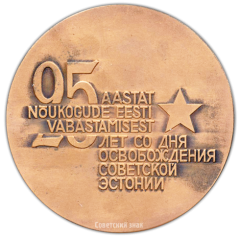 25 AASTAT
NÕUKOGUDE EESTI
VABASTAMISEST
ЛЕТ СО ДНЯ
ОСВОБОЖДЕНИЯ
СОВЕТСКОЙ
ЭСТОНИИ